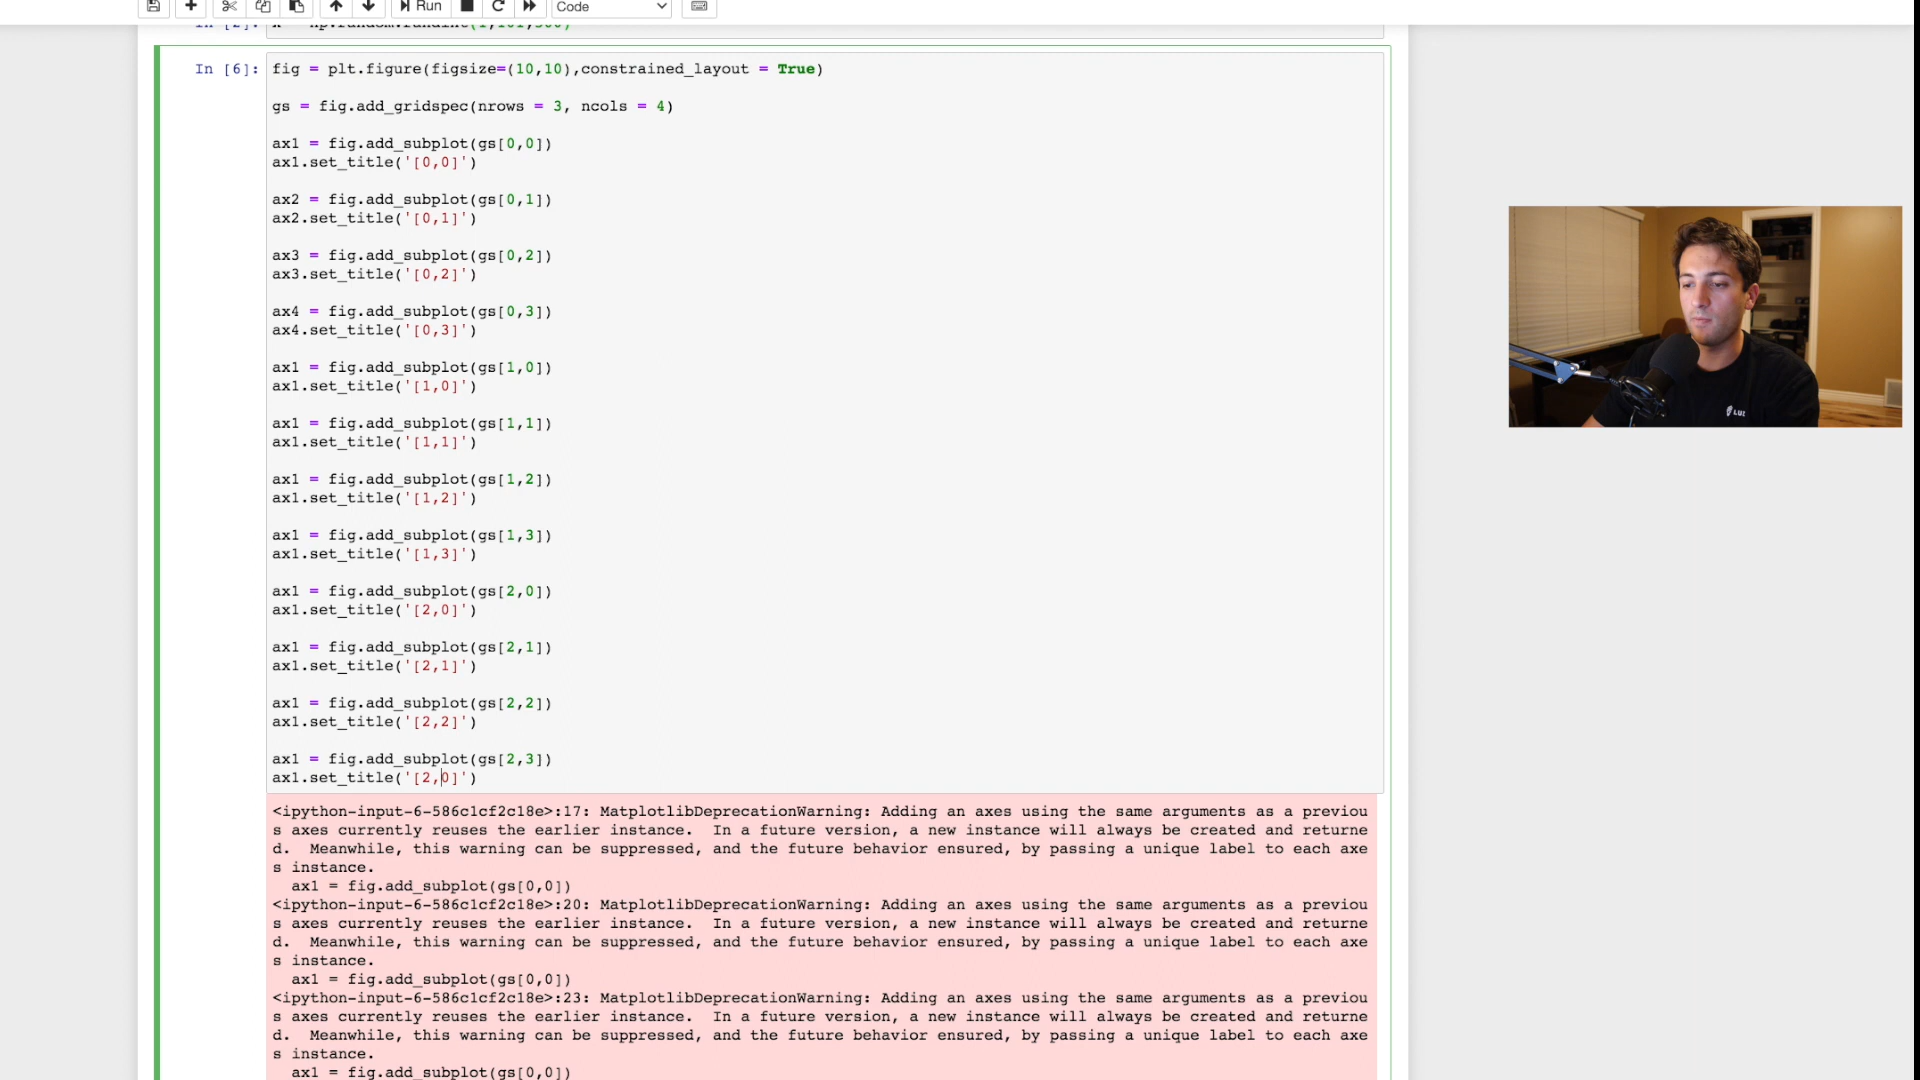 Run
Code
In [2]:
In [6]:
fig = plt.figure(figsize=(10,10),constrained_layout = True)
gs = fig.add_gridspec(nrows = 3, ncols = 4)
ax1 = fig.add_subplot(gs[0,0])
ax1.set_title('[0,0]')
ax2 = fig.add_subplot(gs[0,1])
ax2.set_title('[0,1]')
ax3 = fig.add_subplot(gs[0,2])
ax3.set_title('[0,2]')
ax4 = fig.add_subplot(gs[0,3])
ax4.set_title('[0,3]')
ax1 = fig.add_subplot(gs[1,0])
ax1.set_title('[1,0]')
ax1 = fig.add_subplot(gs[1,1])
ax1.set_title('[1,1]')
ax1 = fig.add_subplot(gs[1,2])
ax1.set_title('[1,2]')
ax1 = fig.add_subplot(gs[1,3])
ax1.set_title('[1,3]')
ax1 = fig.add_subplot(gs[2,0])
ax1.set_title('[2,0]')
ax1 = fig.add_subplot(gs[2,1])
ax1.set_title('[2,1]')
ax1 = fig.add_subplot(gs[2,2])
ax1.set_title('[2,2]')
ax1 = fig.add_subplot(gs[2,3])
ax1.set_title('[2,0]')
<ipython-input-6-586c1cf2c18e>:17: MatplotlibDeprecationWarning: Adding an axes using the same arguments as a previou
s axes currently reuses the earlier instance.  In a future version, a new instance will always be created and returne
d.  Meanwhile, this warning can be suppressed, and the future behavior ensured, by passing a unique label to each axe
s instance.
  ax1 = fig.add_subplot(gs[0,0])
<ipython-input-6-586c1cf2c18e>:20: MatplotlibDeprecationWarning: Adding an axes using the same arguments as a previou
s axes currently reuses the earlier instance.  In a future version, a new instance will always be created and returne
d.  Meanwhile, this warning can be suppressed, and the future behavior ensured, by passing a unique label to each axe
s instance.
  ax1 = fig.add_subplot(gs[0,0])
<ipython-input-6-586c1cf2c18e>:23: MatplotlibDeprecationWarning: Adding an axes using the same arguments as a previou
s axes currently reuses the earlier instance.  In a future version, a new instance will always be created and returne
d.  Meanwhile, this warning can be suppressed, and the future behavior ensured, by passing a unique label to each axe
s instance.
  ax1 = fig.add_subplot(gs[0,0])